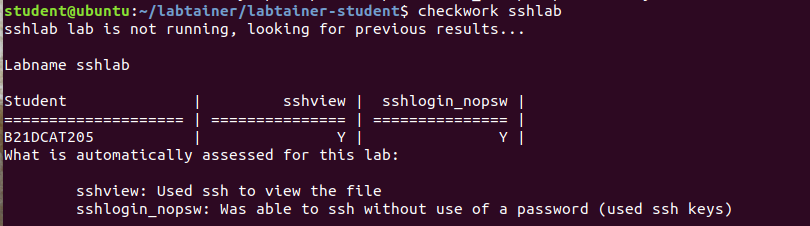 student@ubuntu:~/labtainer/labtainer-student$ checkwork sshlab
sshlab lab is not running, looking for previous results...
Labname sshlab
Student | sshview | sshlogin_nopsw |
==================== | =============== | =============== |
B21DCAT205 | Y | Y |
What is automatically assessed for this lab:
sshview: Used ssh to view the file
sshlogin_nopsw: Was able to ssh without use of a password (used ssh keys)